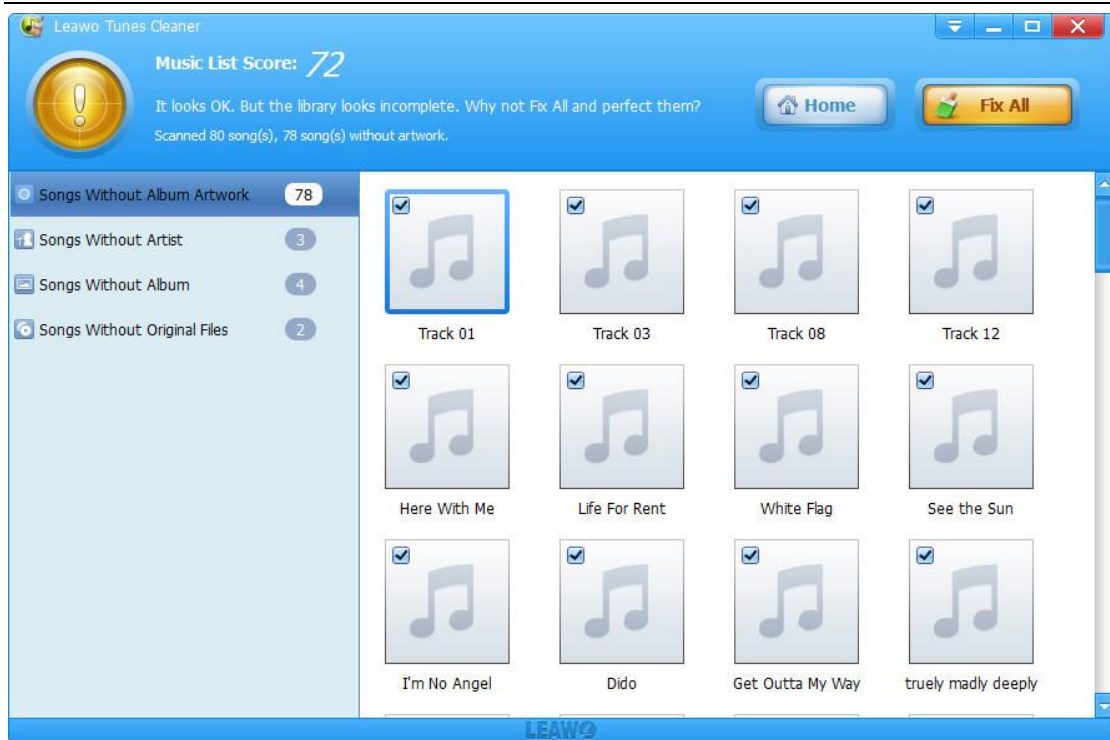 Leawo Tunes Cleaner
Music List Score: 72
It looks OK. But the library looks incomplete. Why not Fix All and perfect them?
Scanned 80 song(s), 78 song(s) without artwork.
Home
Fix All
Songs Without Album Artwork 78
Songs Without Artist 3
Songs Without Album 4
Songs Without Original Files 2
Track 01 Track 03 Track 08 Track 12
Here With Me Life For Rent White Flag See the Sun
I'm No Angel Dido Get Outta My Way truely madly deeply
LEAWO